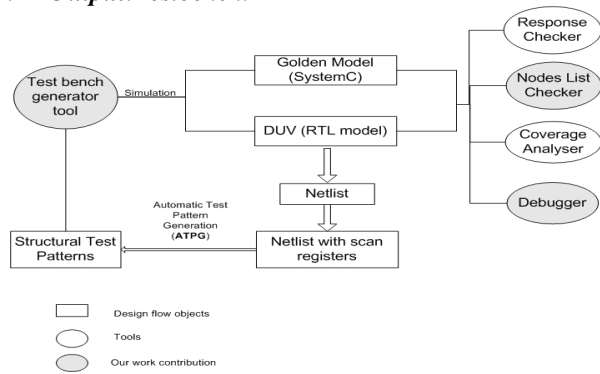 Response
Checker
Golden Model
(SystemC)
Test bench
generator
tool
Simulation
Nodes List
Checker
DUV (RTL model)
Coverage
Analyser
Netlist
Debugger
Automatic Test
Pattern
Generation
(ATPG)
Structural Test
Patterns
Netlist with scan
registers
Design flow objects
Tools
Our work contribution